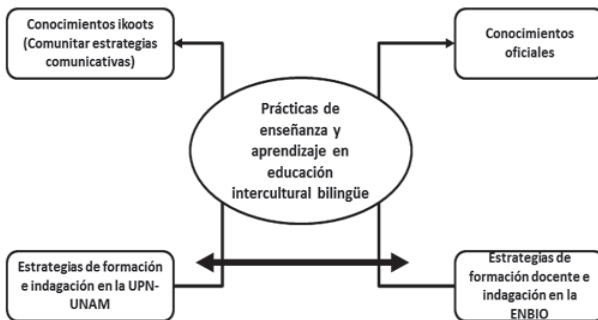 Conocimientos ikoots
(Comunitar estrategias
comunicativas)
Conocimientos
oficiales
Prácticas de
enseñanza y
aprendizaje en
educación
intercultural bilingüe
Estrategias de formación
e indagación en la UPN-
UNAM
Estrategias de
formación docente e
indagación en la
ENBIO